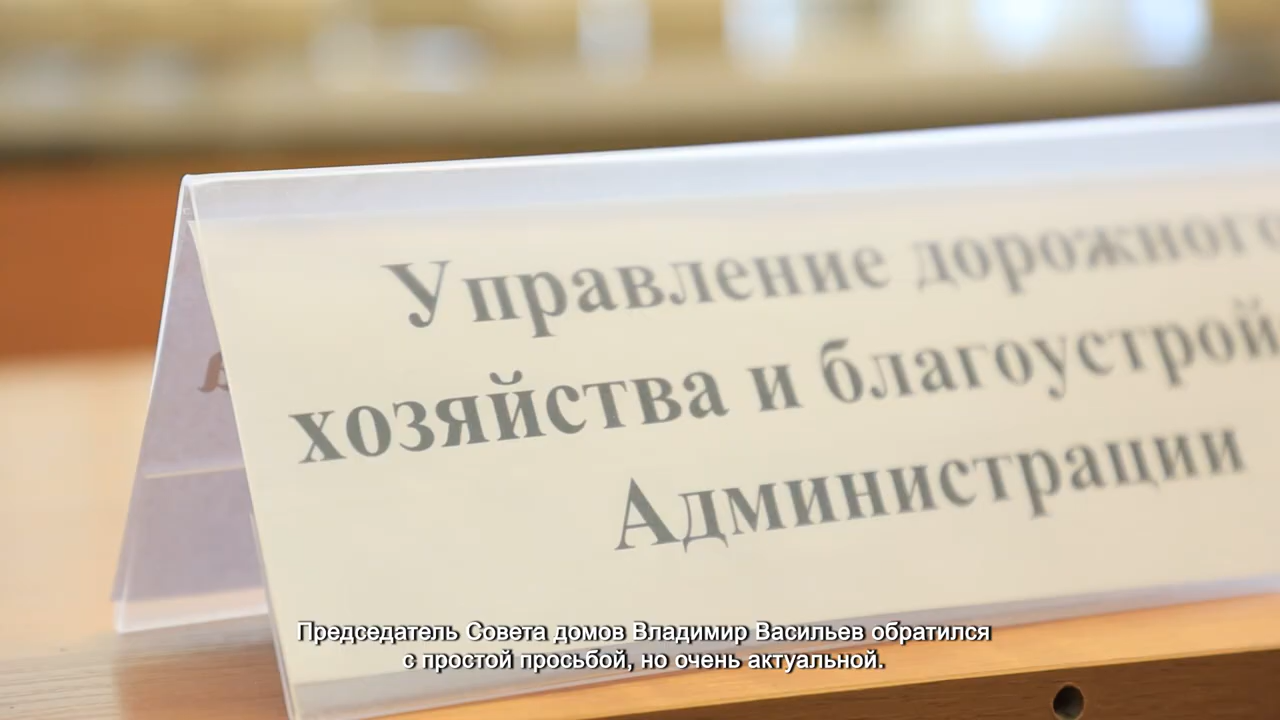 Управление дорожного
хозяйства и благоустрой
Администрации
Председатель Совета домов Владимир Васильев обратился
с простой просьбой, но очень актуальной.